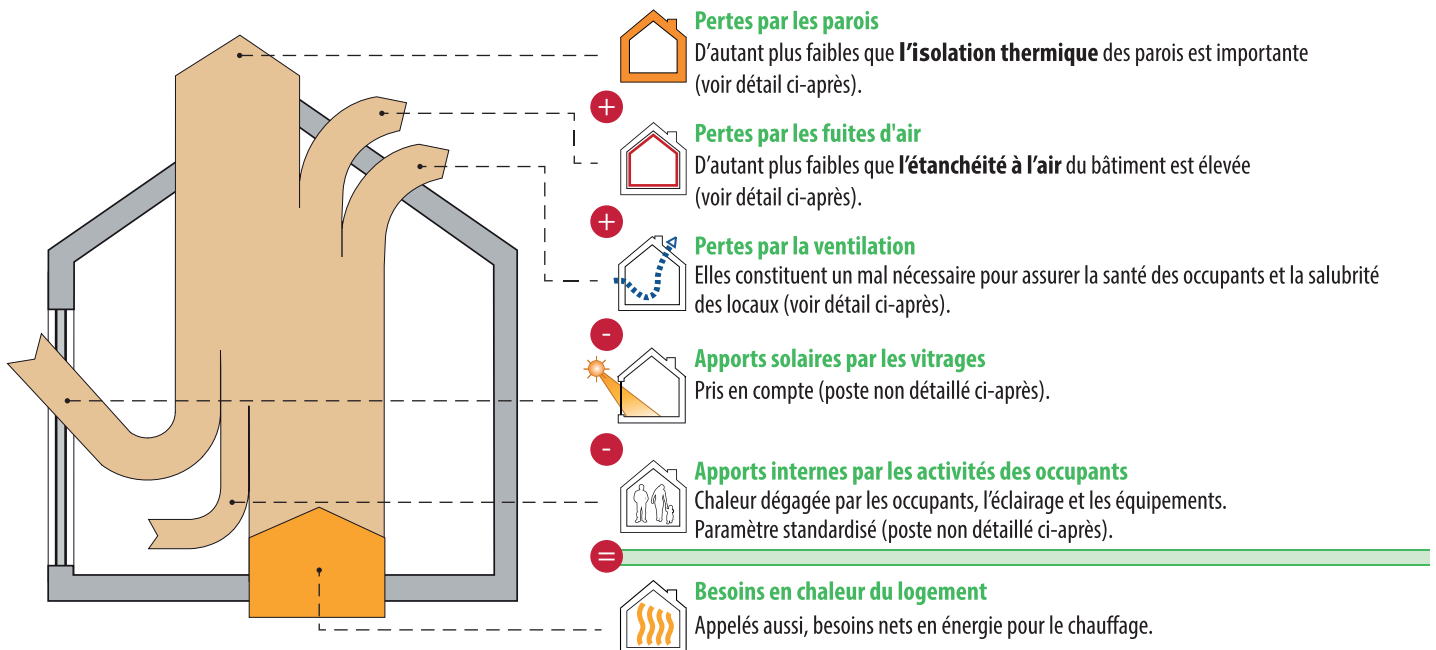 Pertes par les parois
D'autant plus faibles que l'isolation thermique des parois est importante
(voir détail ci-après).
+
Pertes par les fuites d'air
D'autant plus faibles que l'étanchéité à l'air du bâtiment est élevée
(voir détail ci-après).
+
Pertes par la ventilation
Elles constituent un mal nécessaire pour assurer la santé des occupants et la salubrité
des locaux (voir détail ci-après).
-
Apports solaires par les vitrages
Pris en compte (poste non détaillé ci-après).
-
Apports internes par les activités des occupants
Chaleur dégagée par les occupants, l'éclairage et les équipements.
Paramètre standardisé (poste non détaillé ci-après).
=
Besoins en chaleur du logement
Appelés aussi, besoins nets en énergie pour le chauffage.